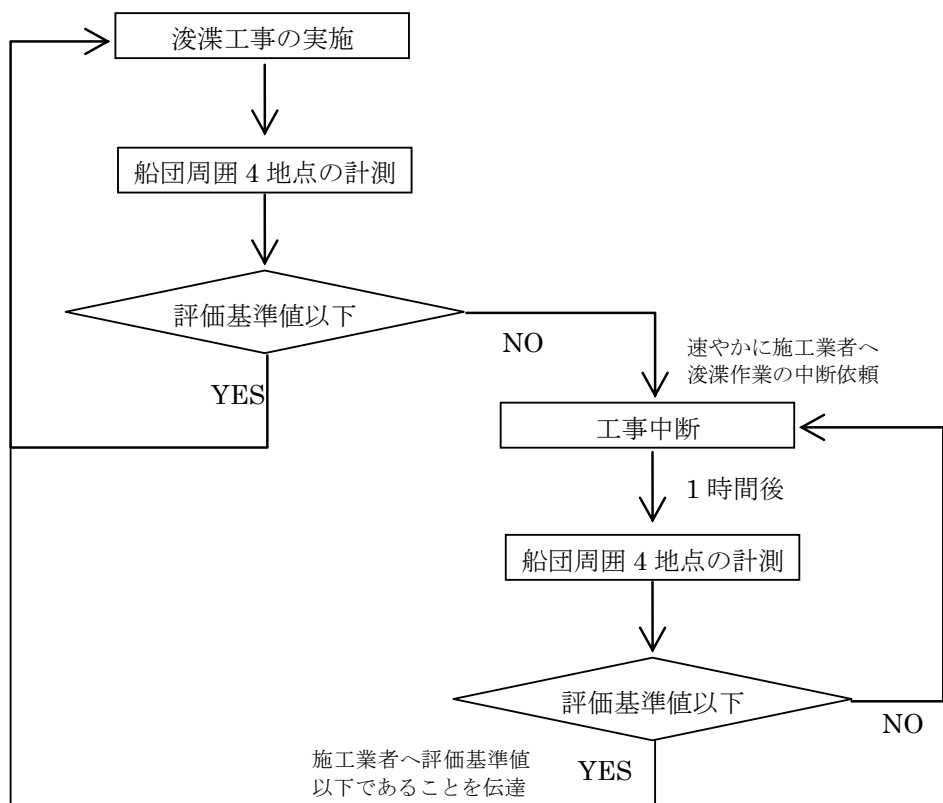 浚渫工事の実施
船団周囲 4 地点の計測
評価基準値以下
NO
YES
速やかに施工業者へ
浚渫作業の中断依頼
工事中断
1 時間後
船団周囲 4 地点の計測
評価基準値以下
NO
YES
施工業者へ評価基準値
以下であることを伝達